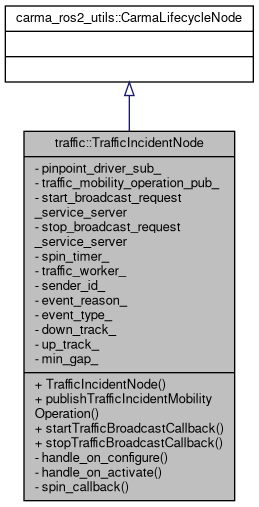 carma_ros2_utils::CarmaLifecycleNode
traffic::TrafficIncidentNode
- pinpoint_driver_sub_
- traffic_mobility_operation_pub_
- start_broadcast_request
_service_server
- stop_broadcast_request
_service_server
- spin_timer_
- traffic_worker_
- sender_id_
- event_reason_
- event_type_
- down_track_
- up_track_
- min_gap_
+ TrafficIncidentNode()
+ publishTrafficIncidentMobility
Operation()
+ startTrafficBroadcastCallback()
+ stopTrafficBroadcastCallback()
- handle_on_configure()
- handle_on_activate()
- spin_callback()